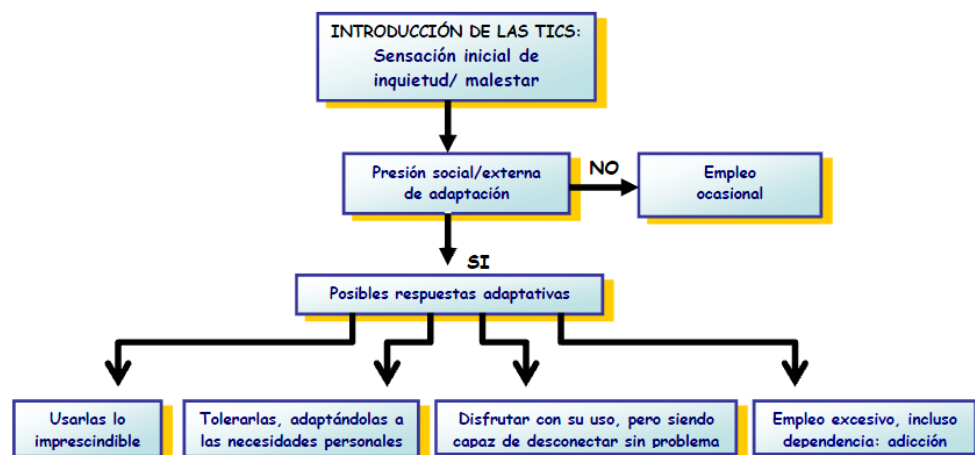 INTRODUCCIÓN DE LAS TICS:
Sensación inicial de
inquietud/ malestar
Presión social/externa
de adaptación
NO
Empleo
ocasional
SI
Posibles respuestas adaptativas
Usarlas lo
imprescindible
Tolerarlas, adaptándolas a
las necesidades personales
Disfrutar con su uso, pero siendo
capaz de desconectar sin problema
Empleo excesivo, incluso
dependencia: adicción